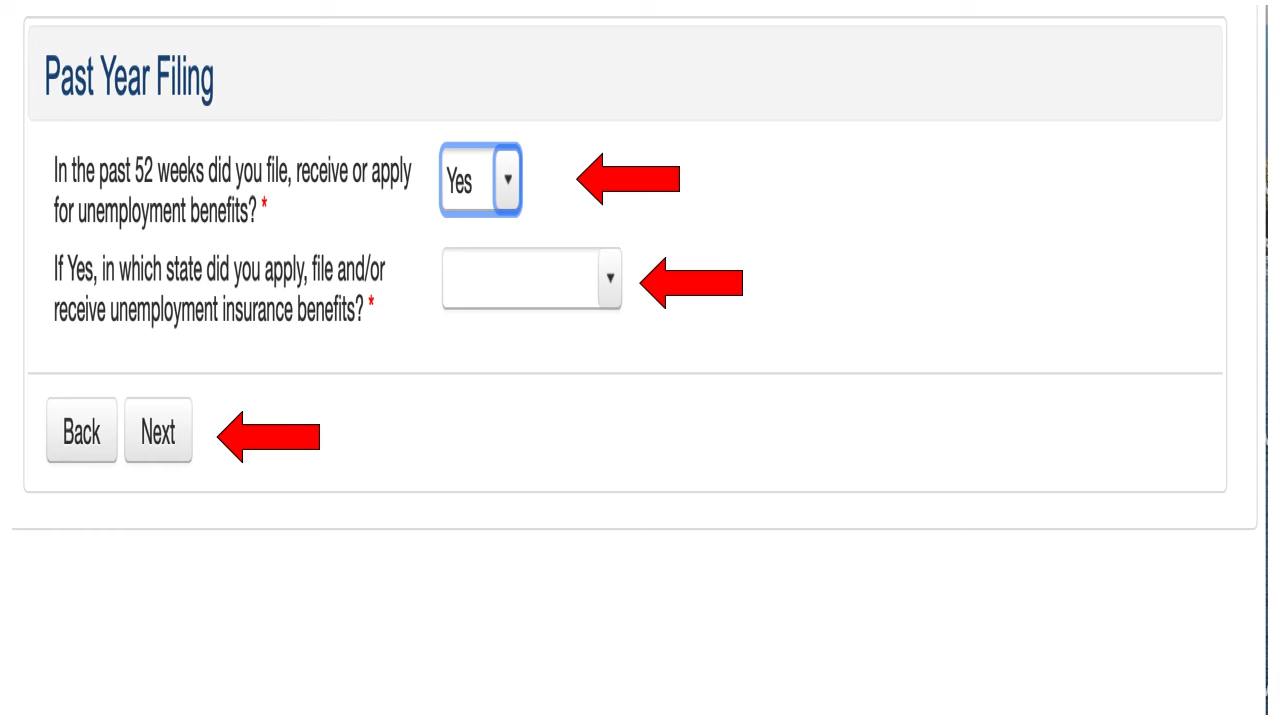 Past Year Filing
In the past 52 weeks did you file, receive or apply
for unemployment benefits? *
Yes
If Yes, in which state did you apply, file and/or
receive unemployment insurance benefits? *
Back Next